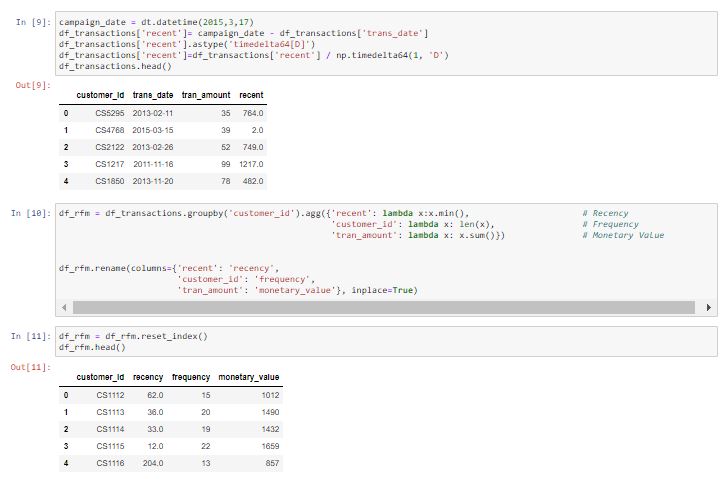 In [9]: campaign_date = dt.datetime(2015,3,17)
df_transactions['recent']= campaign_date - df_transactions['trans_date']
df_transactions['recent'].astype('timedelta64[D]')
df_transactions['recent']=df_transactions['recent'] / np.timedelta64(1, 'D')
df_transactions.head()
Out[9]:
customer_id trans_date tran_amount recent
0 CS5295 2013-02-11 35 764.0
1 CS4768 2015-03-15 39 2.0
2 CS2122 2013-02-26 52 749.0
3 CS1217 2011-11-16 99 1217.0
4 CS1850 2013-11-20 78 482.0
In [10]: df_rfm = df_transactions.groupby('customer_id').agg({'recent': lambda x:x.min(), # Recency
'customer_id': lambda x: len(x), # Frequency
'tran_amount': lambda x: x.sum()}) # Monetary Value
df_rfm.rename(columns={'recent': 'recency',
'customer_id': 'frequency',
'tran_amount': 'monetary_value'}, inplace=True)
In [11]: df_rfm = df_rfm.reset_index()
df_rfm.head()
Out[11]:
customer_id recency frequency monetary_value
0 CS1112 62.0 15 1012
1 CS1113 36.0 20 1490
2 CS1114 33.0 19 1432
3 CS1115 12.0 22 1659
4 CS1116 204.0 13 857